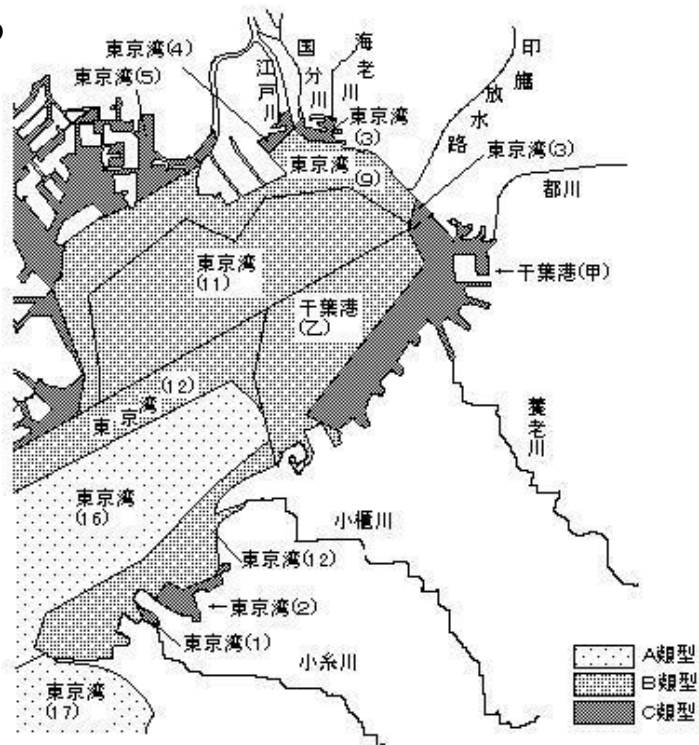 東京湾(4)
東京湾(5)
江戸川
国分川
海老川
東京湾
(3)
印旛放水路
東京湾(3)
都川
東京湾
(9)
東京湾
(11)
千葉港(甲)
千葉港
(乙)
東京湾(12)
養老川
東京湾
(16)
小櫃川
東京湾(12)
東京湾(2)
東京湾(1)
小糸川
東京湾
(17)
A類型
B類型
C類型